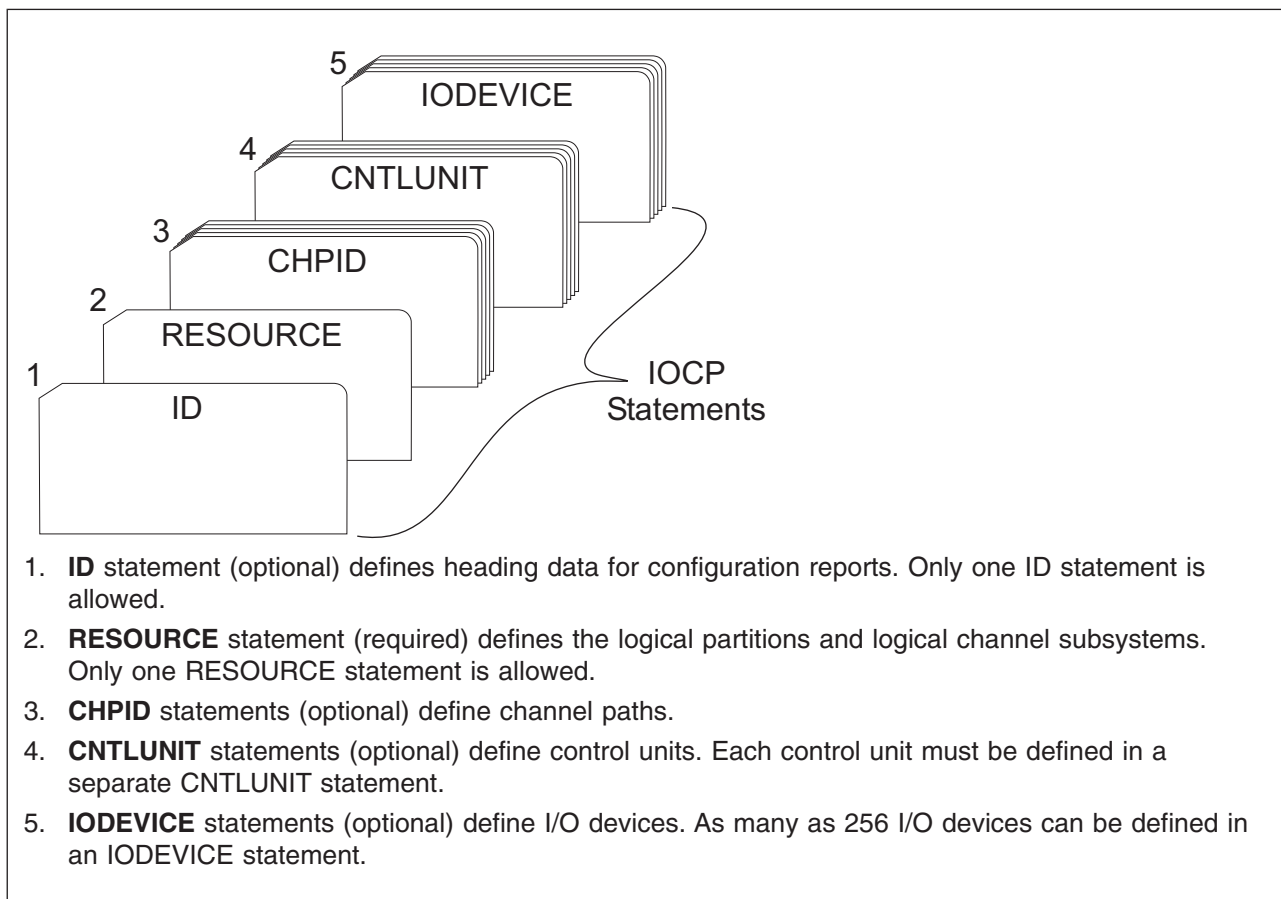 5
IODEVICE
4
CNTLUNIT
3
CHPID
2
RESOURCE
1
ID
IOCP
Statements
1. ID statement (optional) defines heading data for configuration reports. Only one ID statement is
allowed.
2. RESOURCE statement (required) defines the logical partitions and logical channel subsystems.
Only one RESOURCE statement is allowed.
3. CHPID statements (optional) define channel paths.
4. CNTLUNIT statements (optional) define control units. Each control unit must be defined in a
separate CNTLUNIT statement.
5. IODEVICE statements (optional) define I/O devices. As many as 256 I/O devices can be defined in
an IODEVICE statement.